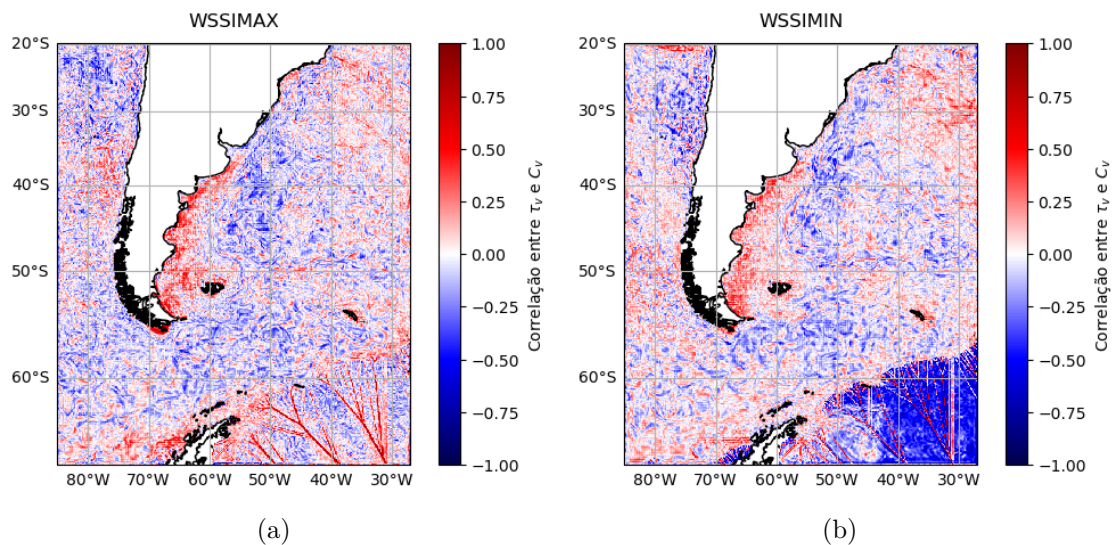 WSSIMAX
20°S
30°S
40°S
50°S
60°S
80°W 70°W 60°W 50°W 40°W 30°W
1.00
0.75
0.50
0.25
0.00
−0.25
−0.50
−0.75
−1.00
Correlação entre τᵥ e Cᵥ
(a)
WSSIMIN
20°S
30°S
40°S
50°S
60°S
80°W 70°W 60°W 50°W 40°W 30°W
1.00
0.75
0.50
0.25
0.00
−0.25
−0.50
−0.75
−1.00
Correlação entre τᵥ e Cᵥ
(b)